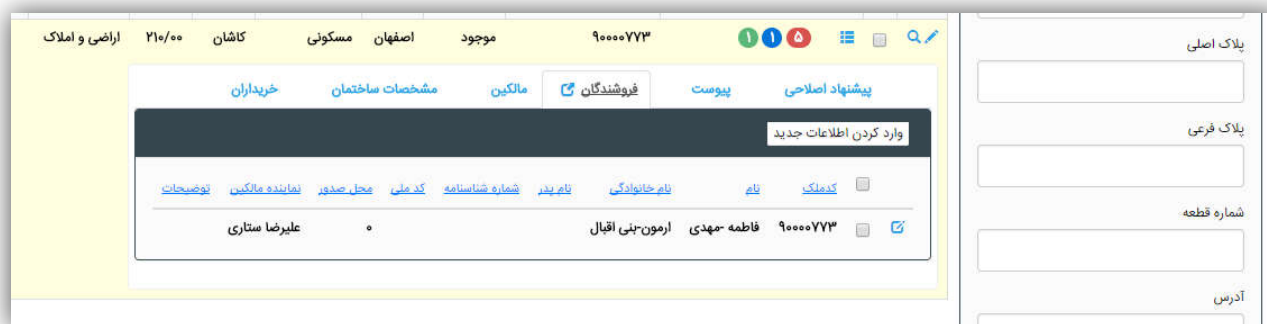 ۹۰۰۰۰۷۷۳ موجود اصفهان مسکونی کاشان ۲۱۰/۰۰ اراضی و املاک
۵ ۱ ۱
پیشنهاد اصلاحی پیوست فروشندگان مالکین مشخصات ساختمان خریداران
وارد کردن اطلاعات جدید
کدملک نام نام خانوادگی نام پدر شماره شناسنامه کد ملی محل صدور نماینده مالکین توضیحات
۹۰۰۰۰۷۷۳ فاطمه -مهدی ارمون-بنی اقبال ۰ علیرضا ستاری
پلاک اصلی
پلاک فرعی
شماره قطعه
آدرس